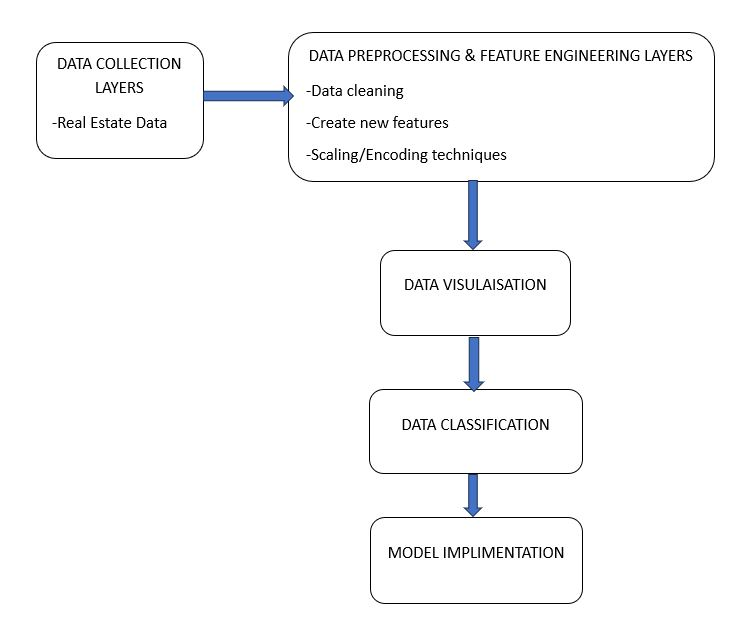 DATA COLLECTION
LAYERS
-Real Estate Data
DATA PREPROCESSING & FEATURE ENGINEERING LAYERS
-Data cleaning
-Create new features
-Scaling/Encoding techniques
DATA VISULAISATION
DATA CLASSIFICATION
MODEL IMPLIMENTATION